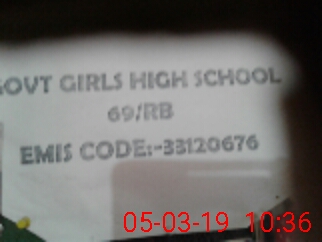 GOVT GIRLS HIGH SCHOOL
69/RB
EMIS CODE:-33120676
05-03-19 10:36